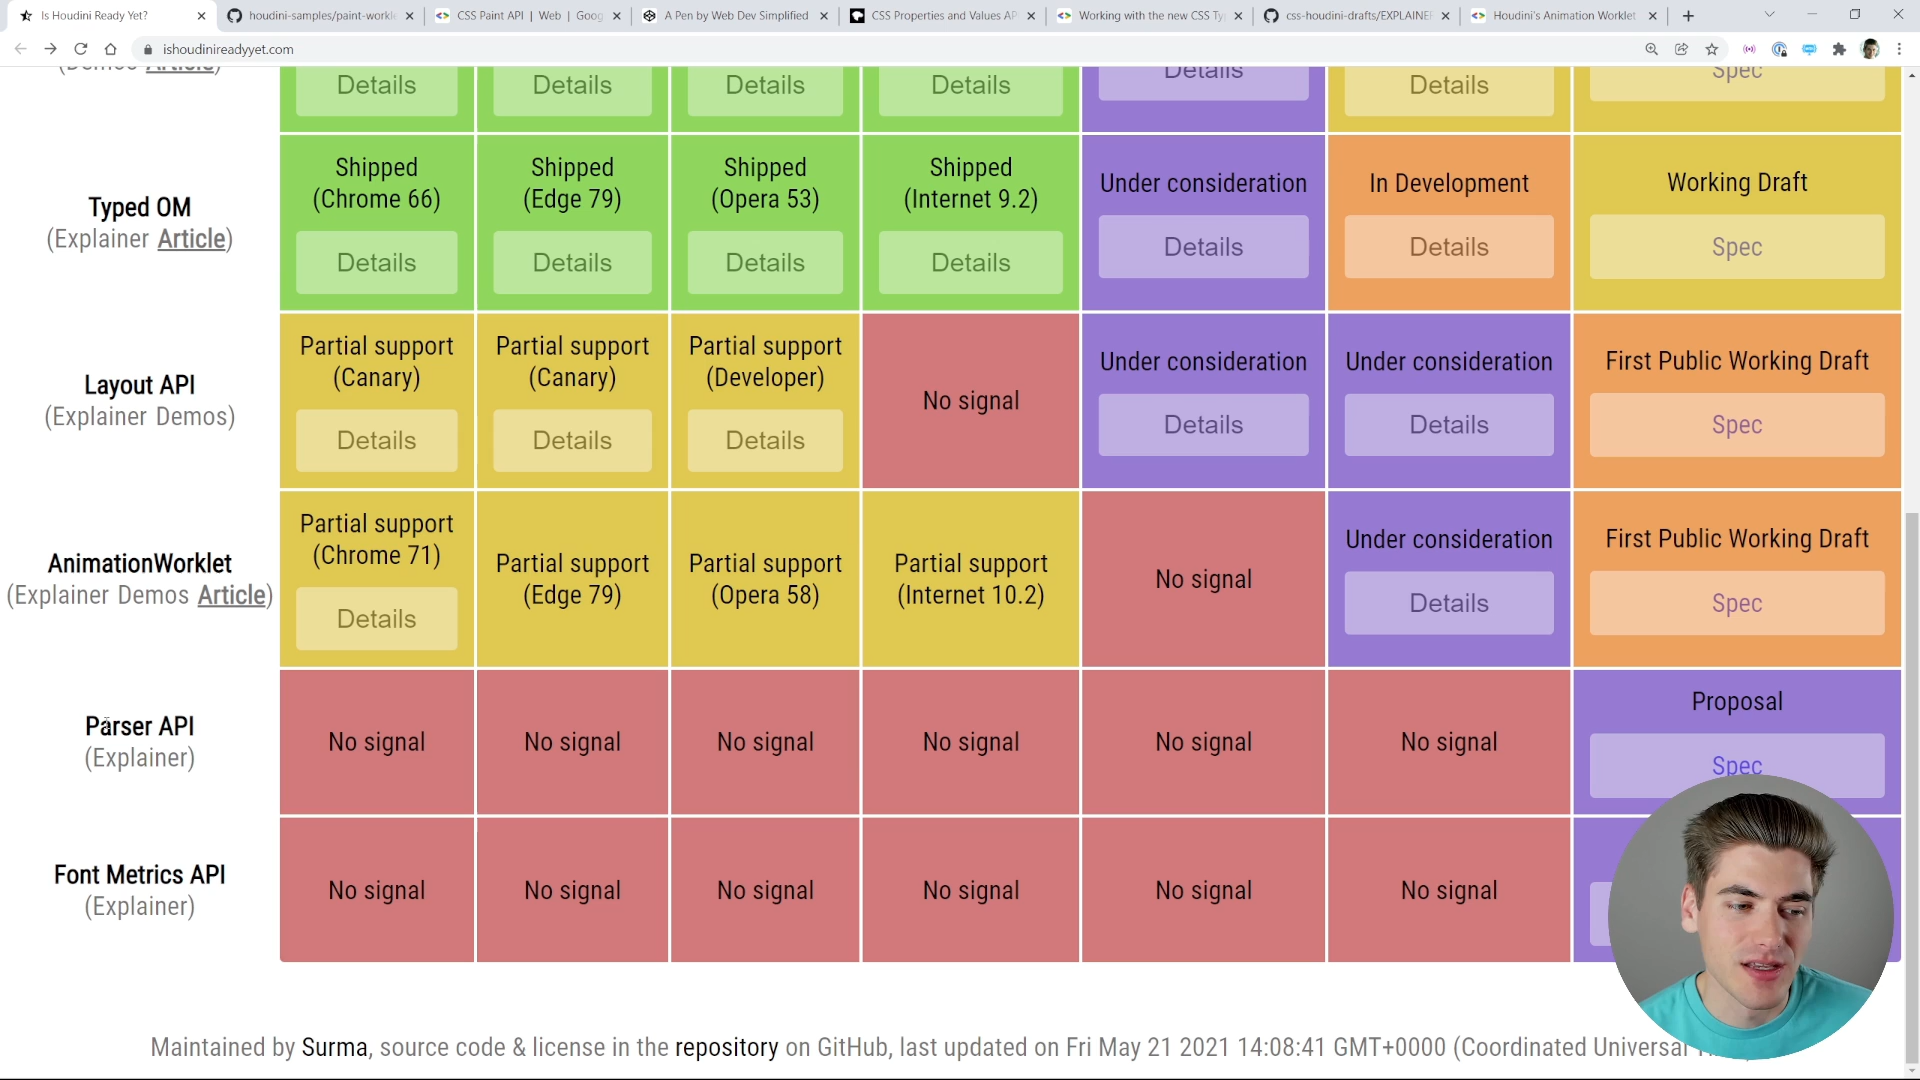 Is Houdini Ready Yet?
houdini-samples/paint-workle
CSS Paint API | Web | Goog
A Pen by Web Dev Simplified
CSS Properties and Values AP
Working with the new CSS Ty
css-houdini-drafts/EXPLAINER
Houdini's Animation Worklet
ishoudinireadyyet.com
(Demos Article)
Details
Details
Details
Details
Details
Details
Spec
Typed OM
(Explainer Article)
Shipped
(Chrome 66)
Details
Shipped
(Edge 79)
Details
Shipped
(Opera 53)
Details
Shipped
(Internet 9.2)
Details
Under consideration
Details
In Development
Details
Working Draft
Spec
Layout API
(Explainer Demos)
Partial support
(Canary)
Details
Partial support
(Canary)
Details
Partial support
(Developer)
Details
No signal
Under consideration
Details
Under consideration
Details
First Public Working Draft
Spec
AnimationWorklet
(Explainer Demos Article)
Partial support
(Chrome 71)
Details
Partial support
(Edge 79)
Partial support
(Opera 58)
Partial support
(Internet 10.2)
No signal
Under consideration
Details
First Public Working Draft
Spec
Parser API
(Explainer)
No signal
No signal
No signal
No signal
No signal
No signal
Proposal
Spec
Font Metrics API
(Explainer)
No signal
No signal
No signal
No signal
No signal
No signal
Maintained by Surma, source code & license in the repository on GitHub, last updated on Fri May 21 2021 14:08:41 GMT+0000 (Coordinated Universal